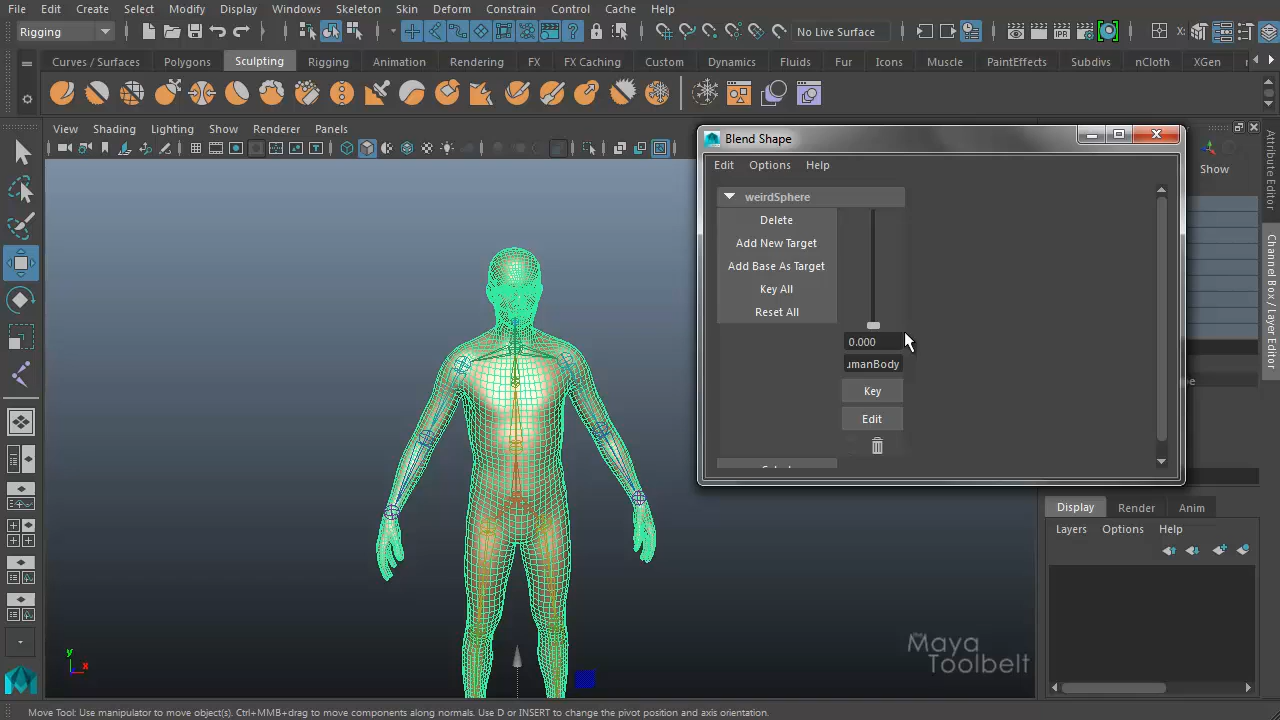 File Edit Create Select Modify Display Windows Skeleton Skin Deform Constrain Control Cache Help
Rigging No Live Surface X:
Curves / Surfaces Polygons Sculpting Rigging Animation Rendering FX FX Caching Custom Dynamics Fluids Fur Icons Muscle PaintEffects Subdivs nCloth XGen
View Shading Lighting Show Renderer Panels
Blend Shape
Edit Options Help
weirdSphere
Delete
Add New Target
Add Base As Target
Key All
Reset All
0.000
umanBody
Key
Edit
Show
Attribute Editor
Channel Box / Layer Editor
Display Render Anim
Layers Options Help
the Maya
Toolbelt
y
x
Move Tool: Use manipulator to move object(s). Ctrl+MMB+drag to move components along normals. Use D or INSERT to change the pivot position and axis orientation.